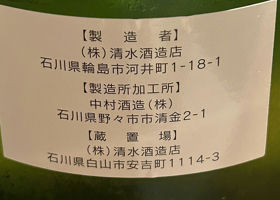 【製造者】
(株)清水酒造店
石川県輪島市河井町1-18-1
【製造所加工所】
中村酒造(株)
石川県野々市市清金2-1
【蔵置場】
(株)清水酒造店
石川県白山市安吉町1114-3